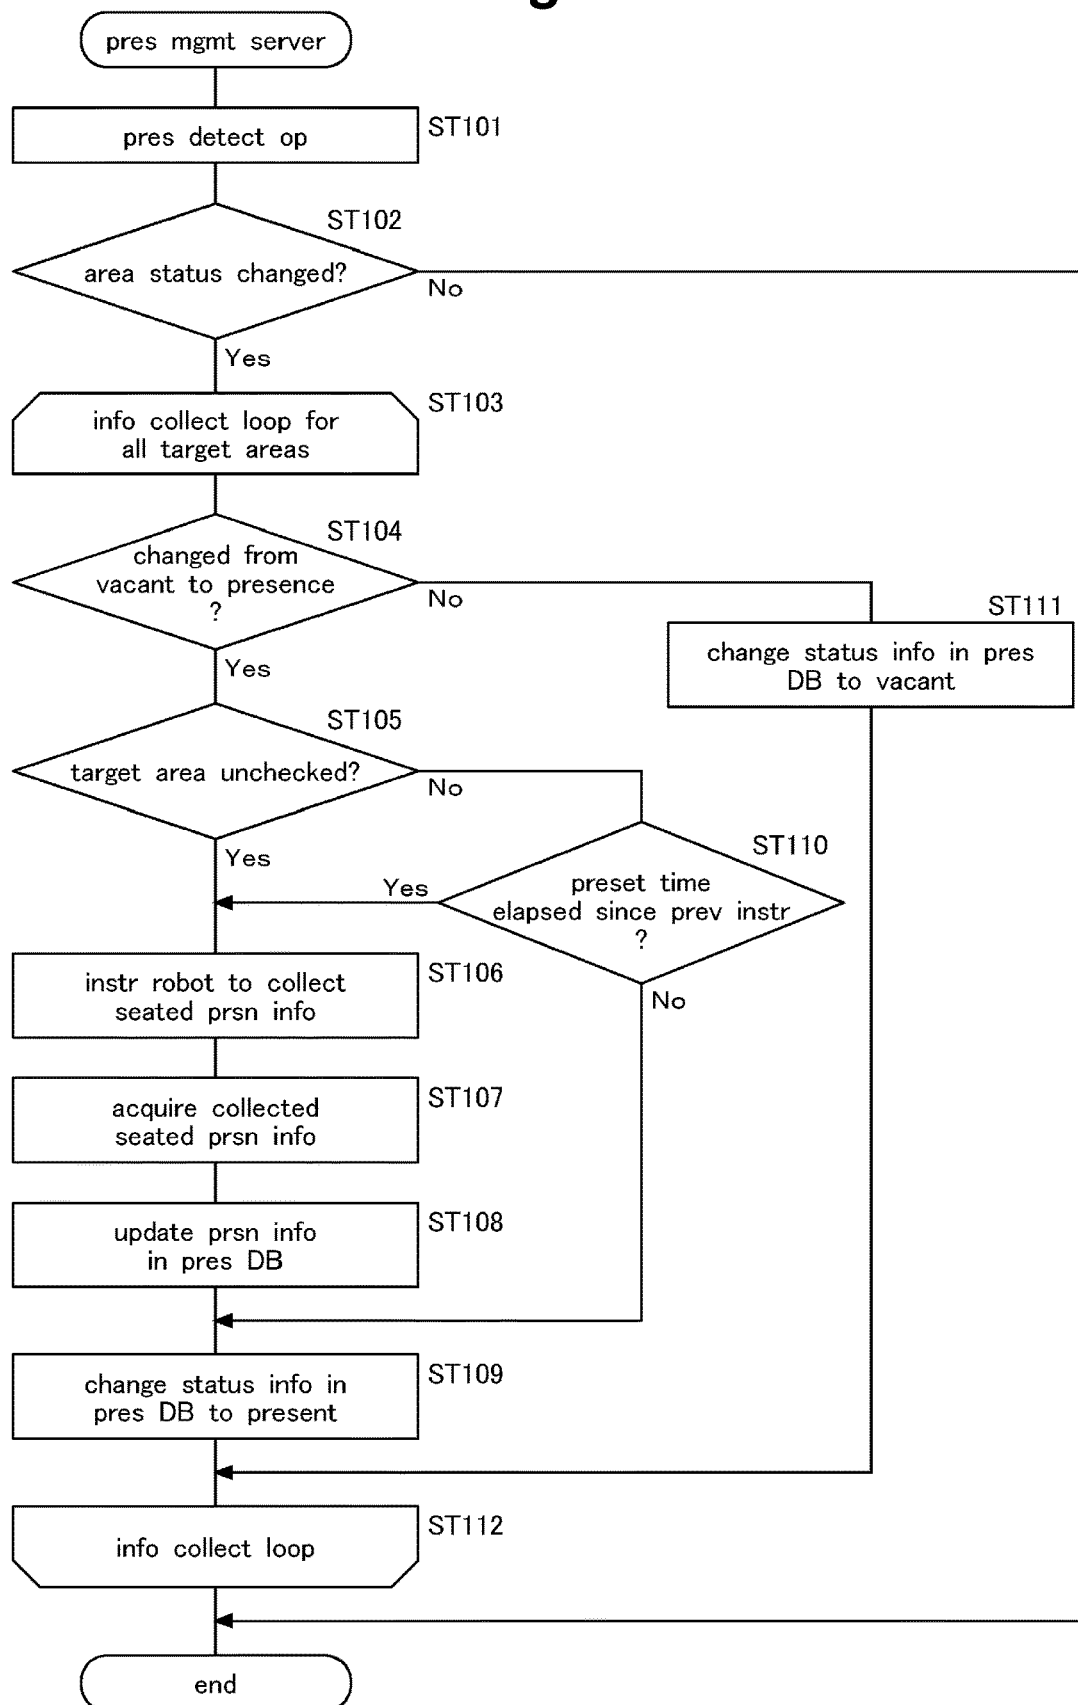 pres mgmt server
pres detect op
ST101
ST102
area status changed?
No
Yes
info collect loop for
all target areas
ST103
ST104
changed from
vacant to presence
?
No
Yes
ST111
change status info in pres
DB to vacant
ST105
target area unchecked?
No
Yes
ST110
preset time
elapsed since prev instr
?
Yes
No
instr robot to collect
seated prsn info
ST106
acquire collected
seated prsn info
ST107
update prsn info
in pres DB
ST108
change status info in
pres DB to present
ST109
info collect loop
ST112
end